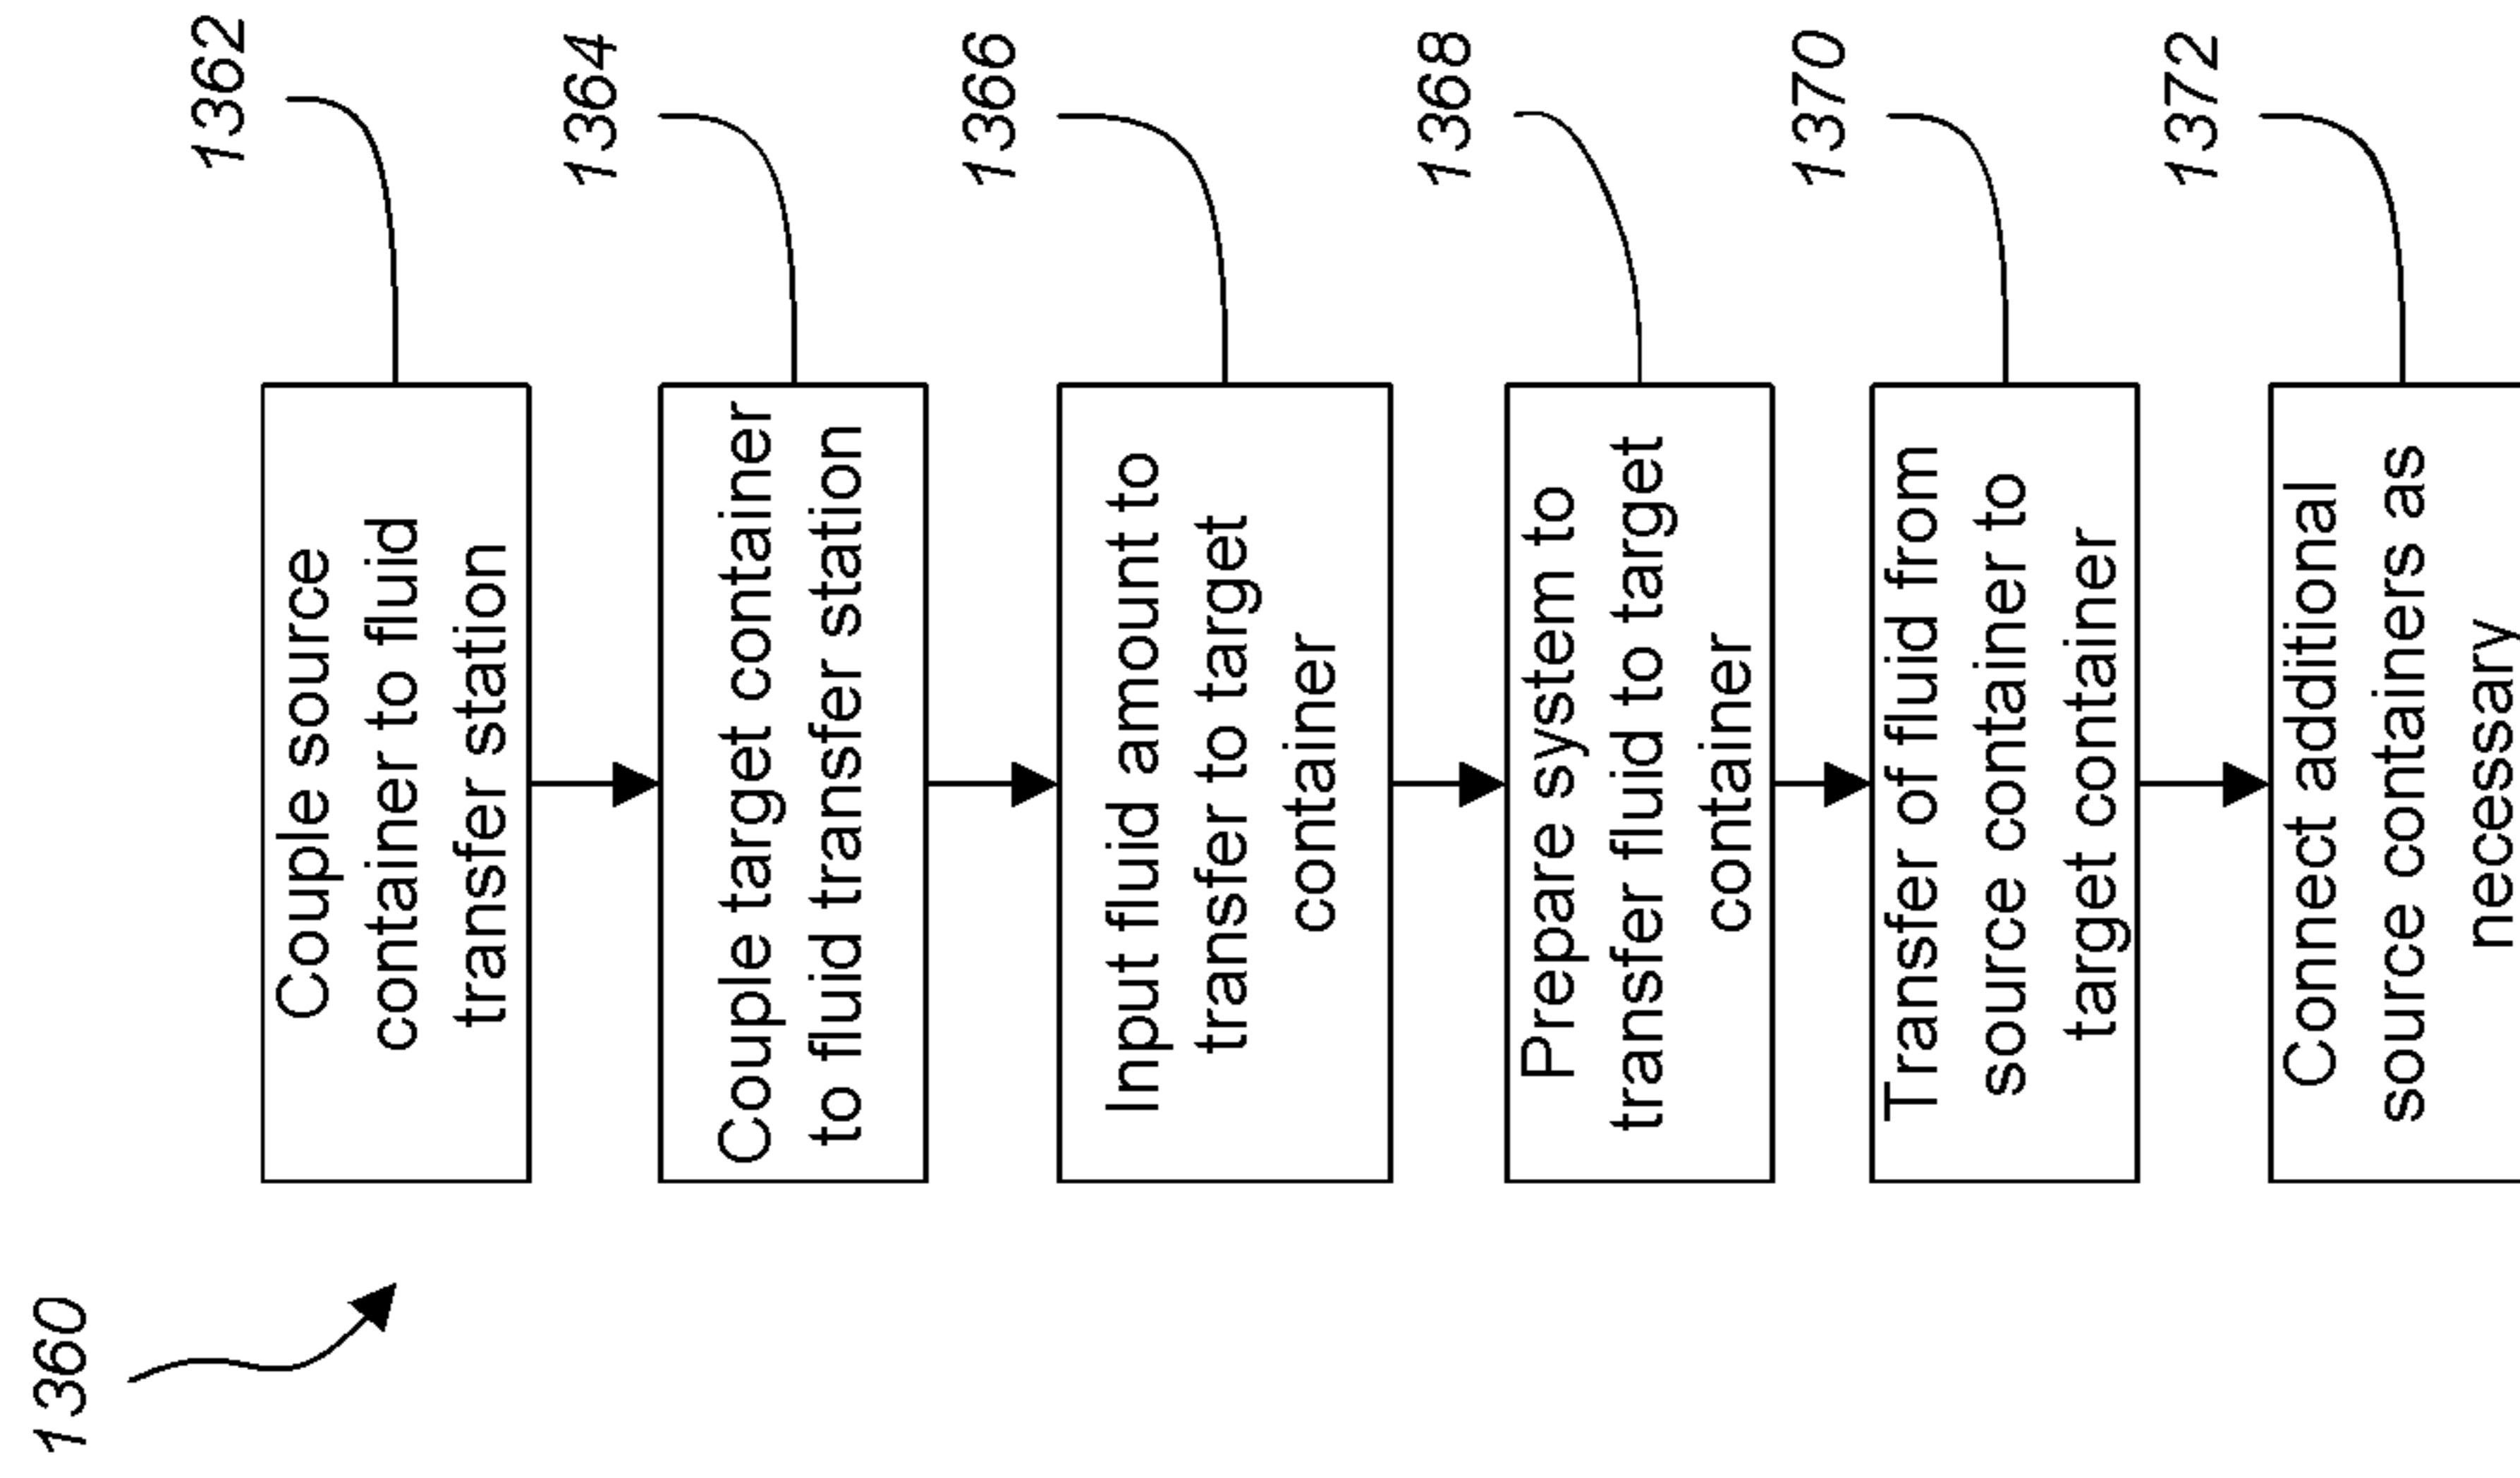 1360
1362
Couple source
container to fluid
transfer station
1364
Couple target container
to fluid transfer station
1366
Input fluid amount to
transfer to target
container
1368
Prepare system to
transfer fluid to target
container
1370
Transfer of fluid from
source container to
target container
1372
Connect additional
source containers as
necessary